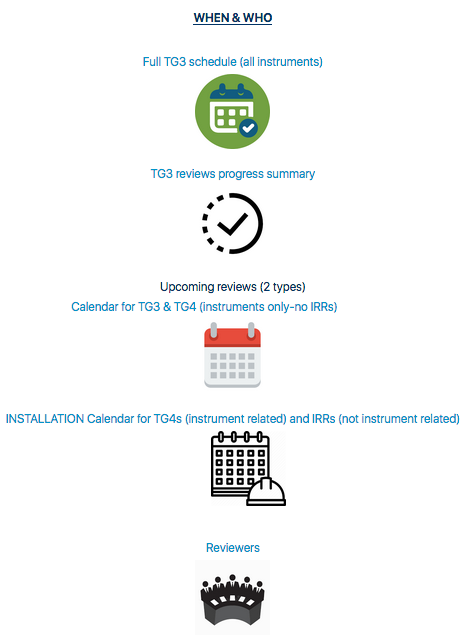 WHEN & WHO
Full TG3 schedule (all instruments)
TG3 reviews progress summary
Upcoming reviews (2 types)
Calendar for TG3 & TG4 (instruments only-no IRRs)
INSTALLATION Calendar for TG4s (instrument related) and IRRs (not instrument related)
Reviewers